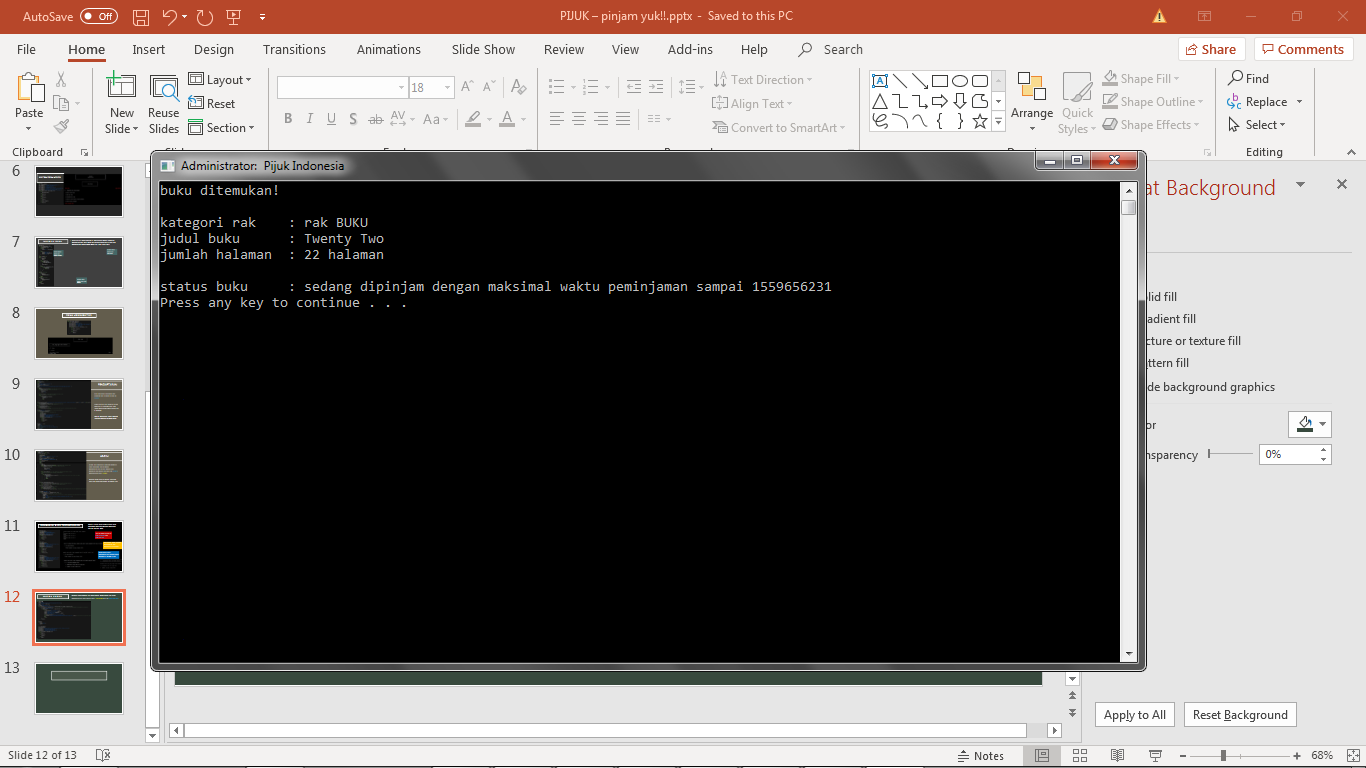 AutoSave Off PIJUK – pinjam yuk!!.pptx - Saved to this PC
File Home Insert Design Transitions Animations Slide Show Review View Add-ins Help Search Share Comments
Paste
Clipboard
New Slide
Reuse Slides
Layout
Reset
Section
18
B I U S ab AV Aa A
Text Direction
Align Text
Convert to SmartArt
Arrange
Quick Styles
Shape Fill
Shape Outline
Shape Effects
Find
Replace
Select
Editing
Administrator: Pijuk Indonesia
buku ditemukan!
kategori rak : rak BUKU
judul buku : Twenty Two
jumlah halaman : 22 halaman
status buku : sedang dipinjam dengan maksimal waktu peminjaman sampai 1559656231
Press any key to continue . . .
6
7
8
9
10
11
12
13
at Background
lid fill
adient fill
cture or texture fill
ttern fill
de background graphics
or
nsparency 0%
Apply to All Reset Background
Slide 12 of 13 Notes 68%